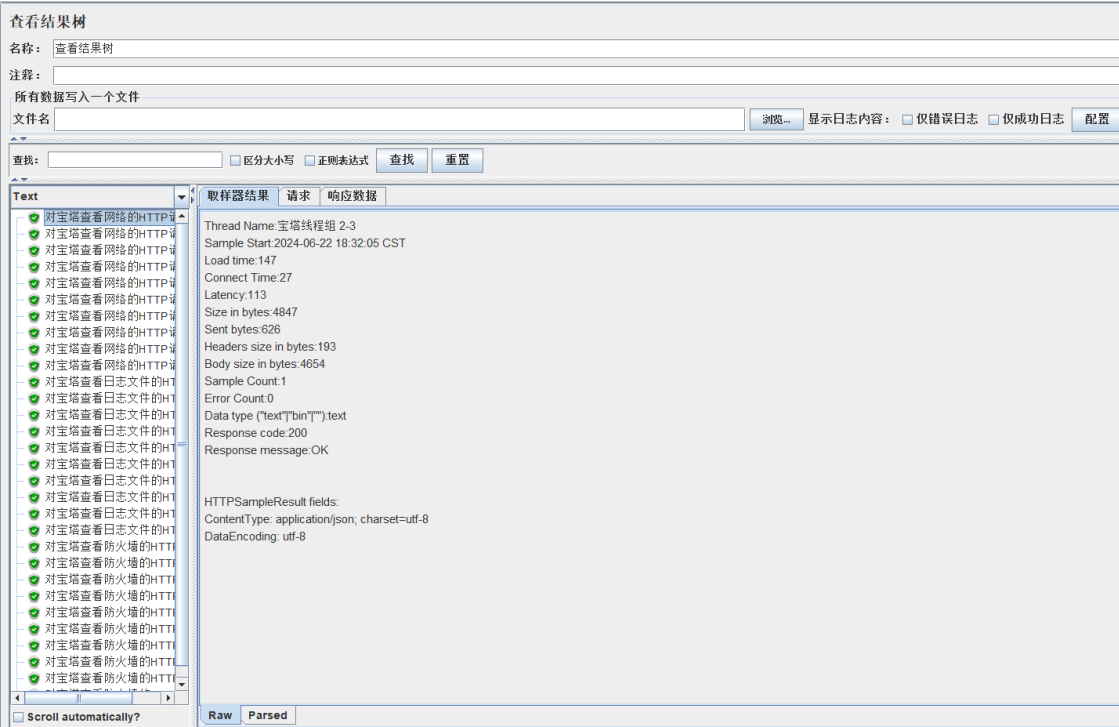 查看结果树
名称： 查看结果树
注释：
所有数据写入一个文件
文件名 浏览... 显示日志内容： 仅错误日志 仅成功日志 配置
查找: 区分大小写 正则表达式 查找 重置
Text 取样器结果 请求 响应数据
对宝塔查看网络的HTTP请
对宝塔查看网络的HTTP请
对宝塔查看网络的HTTP请
对宝塔查看网络的HTTP请
对宝塔查看网络的HTTP请
对宝塔查看网络的HTTP请
对宝塔查看网络的HTTP请
对宝塔查看网络的HTTP请
对宝塔查看网络的HTTP请
对宝塔查看网络的HTTP请
对宝塔查看日志文件的HT
对宝塔查看日志文件的HT
对宝塔查看日志文件的HT
对宝塔查看日志文件的HT
对宝塔查看日志文件的HT
对宝塔查看日志文件的HT
对宝塔查看日志文件的HT
对宝塔查看日志文件的HT
对宝塔查看日志文件的HT
对宝塔查看日志文件的HT
对宝塔查看防火墙的HTT
对宝塔查看防火墙的HTT
对宝塔查看防火墙的HTT
对宝塔查看防火墙的HTT
对宝塔查看防火墙的HTT
对宝塔查看防火墙的HTT
对宝塔查看防火墙的HTT
对宝塔查看防火墙的HTT
对宝塔查看防火墙的HTT
Scroll automatically?
Thread Name:宝塔线程组 2-3
Sample Start:2024-06-22 18:32:05 CST
Load time:147
Connect Time:27
Latency:113
Size in bytes:4847
Sent bytes:626
Headers size in bytes:193
Body size in bytes:4654
Sample Count:1
Error Count:0
Data type ("text"|"bin"|""):text
Response code:200
Response message:OK
HTTPSampleResult fields:
ContentType: application/json; charset=utf-8
DataEncoding: utf-8
Raw Parsed